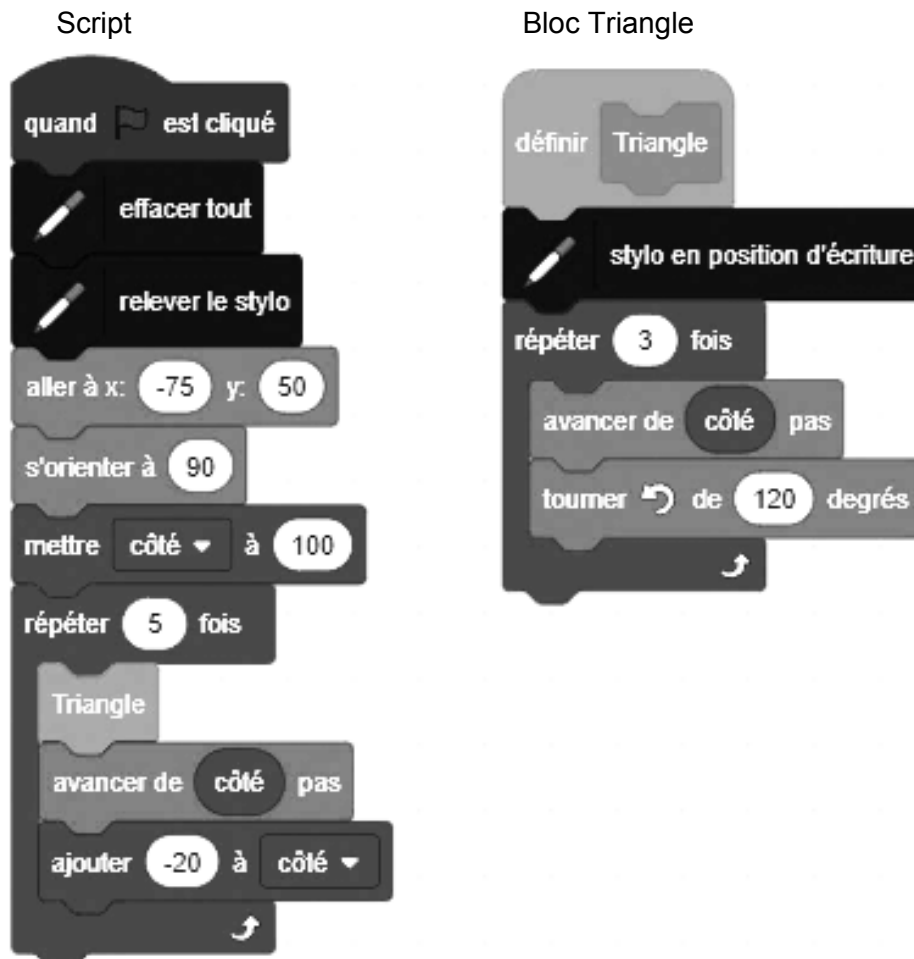 Script
quand est cliqué
effacer tout
relever le stylo
aller à x: -75 y: 50
s'orienter à 90
mettre côté à 100
répéter 5 fois
Triangle
avancer de côté pas
ajouter -20 à côté
Bloc Triangle
définir Triangle
stylo en position d'écriture
répéter 3 fois
avancer de côté pas
tourner de 120 degrés